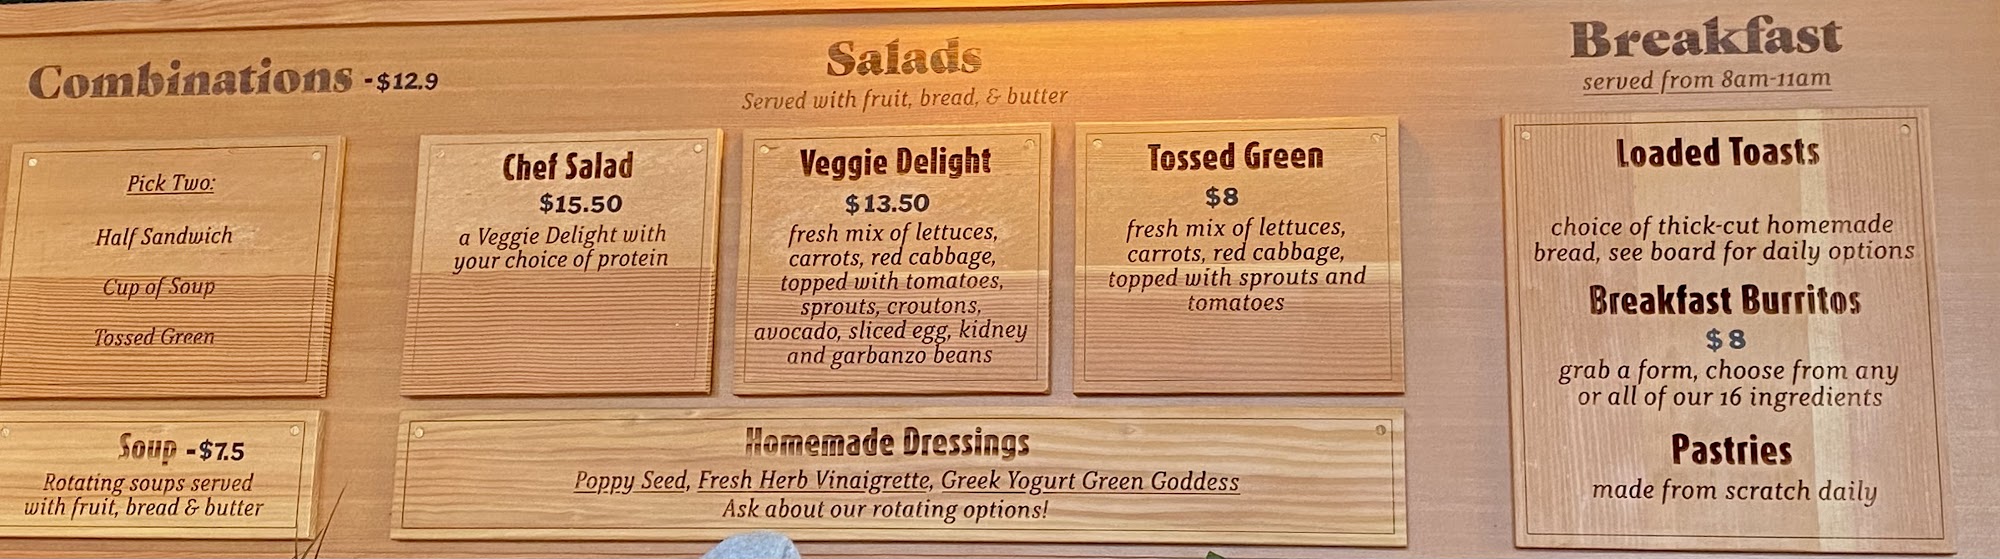 Combinations -$12.9
Pick Two:
Half Sandwich
Cup of Soup
Tossed Green
Soup -$7.5
Rotating soups served
with fruit, bread & butter
Salads
Served with fruit, bread, & butter
Chef Salad
$15.50
a Veggie Delight with
your choice of protein
Veggie Delight
$13.50
fresh mix of lettuces,
carrots, red cabbage,
topped with tomatoes,
sprouts, croutons,
avocado, sliced egg, kidney
and garbanzo beans
Tossed Green
$8
fresh mix of lettuces,
carrots, red cabbage,
topped with sprouts and
tomatoes
Homemade Dressings
Poppy Seed, Fresh Herb Vinaigrette, Greek Yogurt Green Goddess
Ask about our rotating options!
Breakfast
served from 8am-11am
Loaded Toasts
choice of thick-cut homemade
bread, see board for daily options
Breakfast Burritos
$8
grab a form, choose from any
or all of our 16 ingredients
Pastries
made from scratch daily